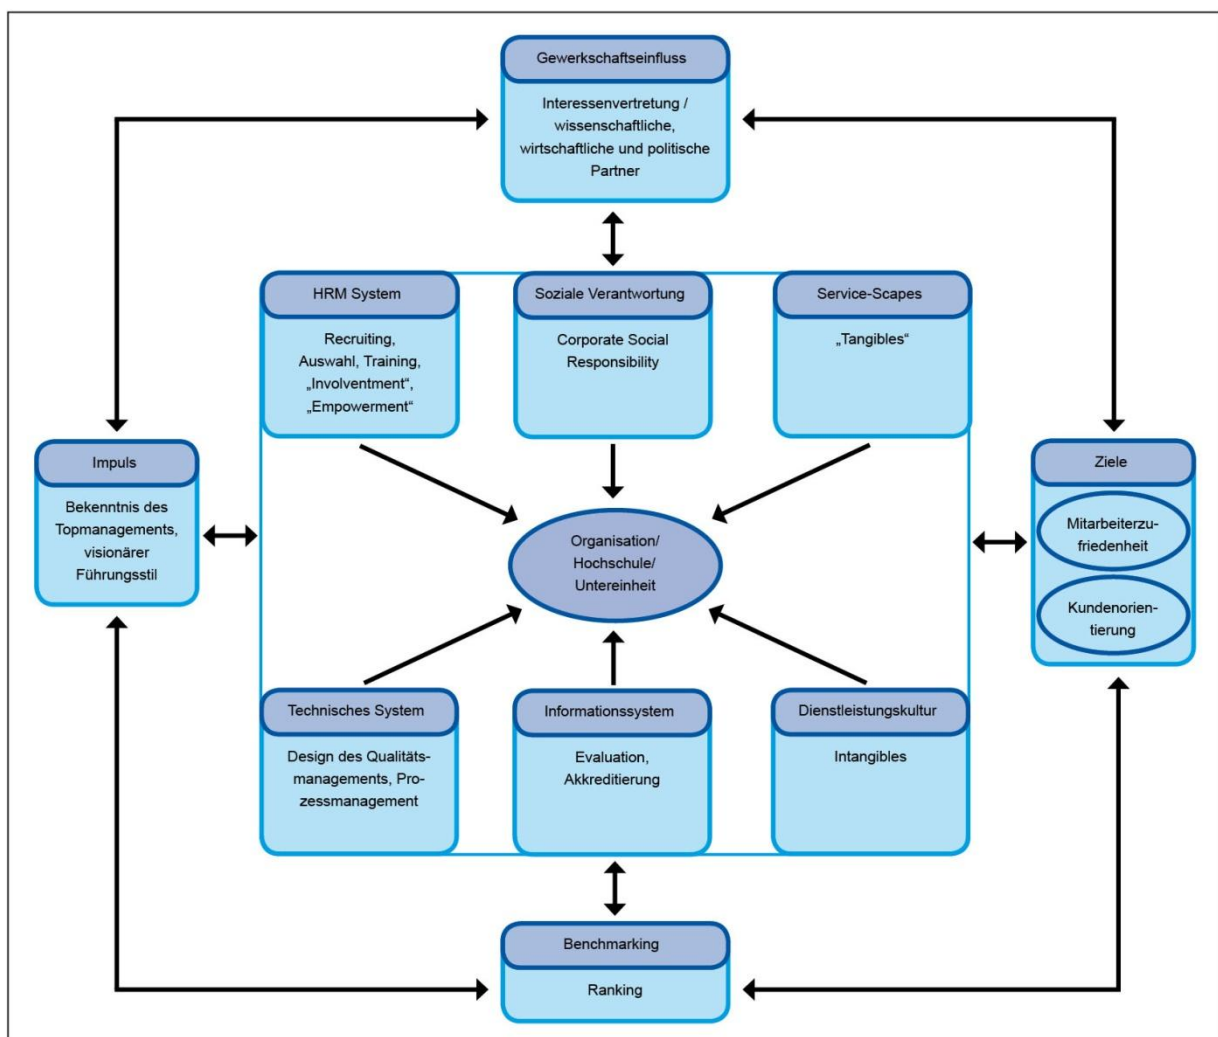 Gewerkschaftseinfluss
Interessenvertretung /
wissenschaftliche,
wirtschaftliche und politische
Partner
HRM System
Recruiting,
Auswahl, Training,
„Involventment“,
„Empowerment“
Soziale Verantwortung
Corporate Social
Responsibility
Service-Scapes
„Tangibles“
Impuls
Bekenntnis des
Topmanagements,
visionärer
Führungsstil
Organisation/
Hochschule/
Untereinheit
Ziele
Mitarbeiterzu-
friedenheit
Kundenorien-
tierung
Technisches System
Design des Qualitäts-
managements, Pro-
zessmanagement
Informationssystem
Evaluation,
Akkreditierung
Dienstleistungskultur
Intangibles
Benchmarking
Ranking